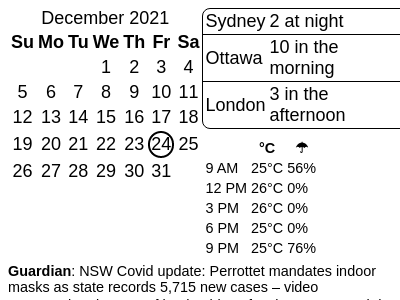 December 2021
Su Mo Tu We Th Fr Sa
1 2 3 4
5 6 7 8 9 10 11
12 13 14 15 16 17 18
19 20 21 22 23 24 25
26 27 28 29 30 31
Sydney 2 at night
Ottawa 10 in the
morning
London 3 in the
afternoon
°C ☂
9 AM 25°C 56%
12 PM 26°C 0%
3 PM 26°C 0%
6 PM 25°C 0%
9 PM 25°C 76%
Guardian: NSW Covid update: Perrottet mandates indoor
masks as state records 5,715 new cases – video